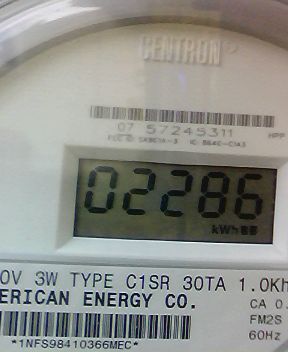 CENTRON
07 57245311 HPP
02286
kWh
0V 3W TYPE C1SR 30TA 1.0Kh
ERICAN ENERGY CO. CA 0.
FM2S
*1NFS98410366MEC* 60Hz